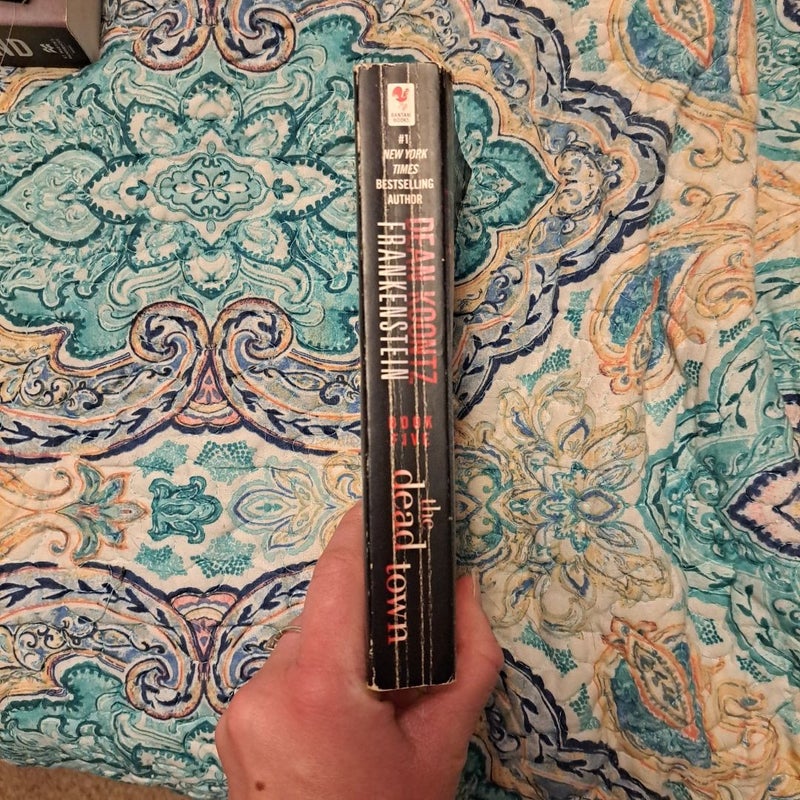 BANTAM
BOOKS
#1
NEW YORK
TIMES
BESTSELLING
AUTHOR
DEAN KOONTZ
FRANKENSTEIN
BOOK
FIVE
the
dead town